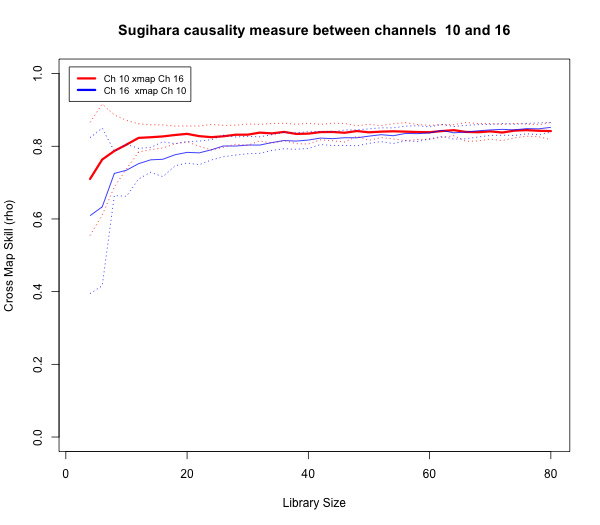 Sugihara causality measure between channels  10 and 16
Ch 10 xmap Ch 16
Ch 16  xmap Ch 10
Cross Map Skill (rho)
1.0
0.8
0.6
0.4
0.2
0.0
0 20 40 60 80
Library Size